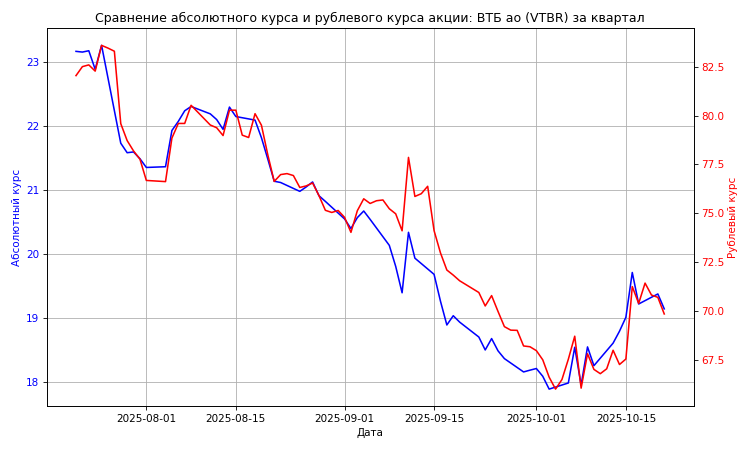 Сравнение абсолютного курса и рублевого курса акции: ВТБ ао (VTBR) за квартал
Абсолютный курс
23
22
21
20
19
18
82.5
80.0
77.5
75.0
72.5
70.0
67.5
Рублевый курс
2025-08-01 2025-08-15 2025-09-01 2025-09-15 2025-10-01 2025-10-15
Дата